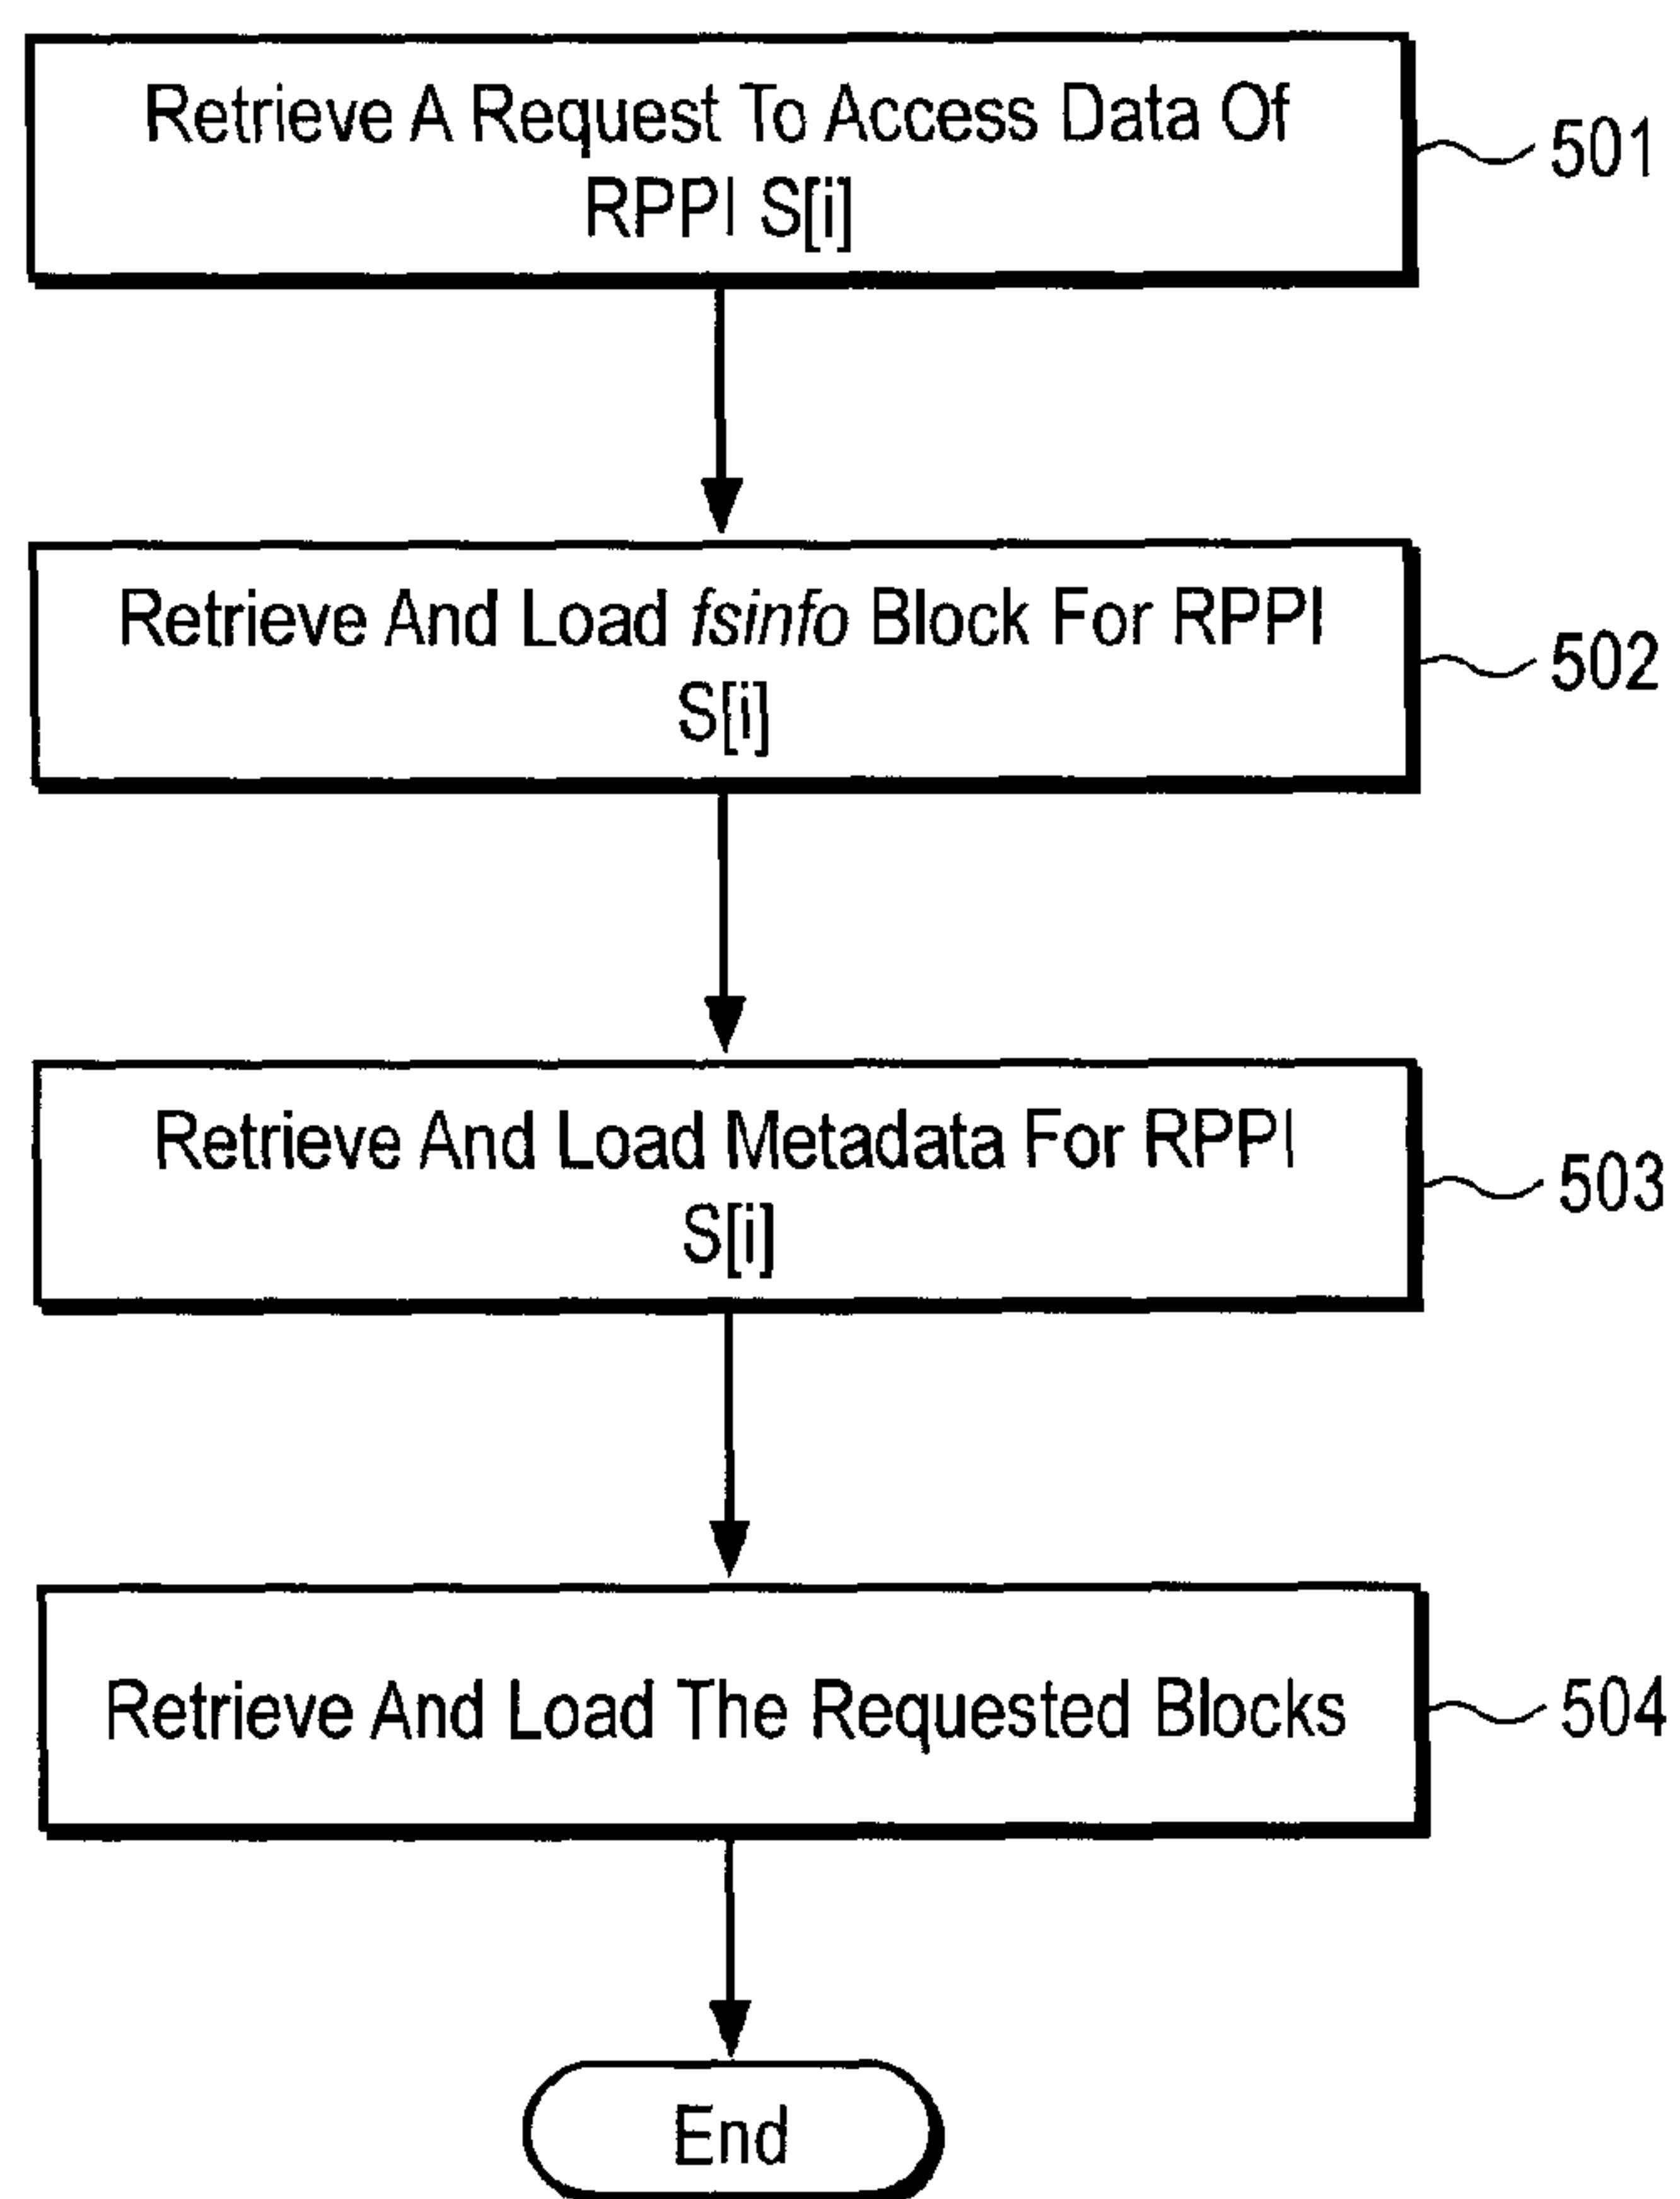 Retrieve A Request To Access Data Of
RPPI S[i]
501
Retrieve And Load fsinfo Block For RPPI
S[i]
502
Retrieve And Load Metadata For RPPI
S[i]
503
Retrieve And Load The Requested Blocks
504
End